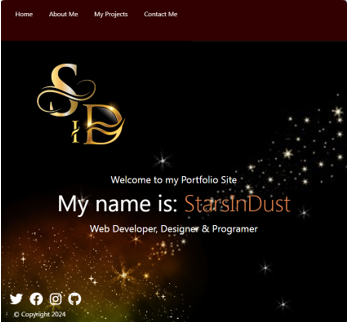 Home About Me My Projects Contact Me
SiD
Welcome to my Portfolio Site
My name is: StarsInDust
Web Developer, Designer & Programer
© Copyright 2024